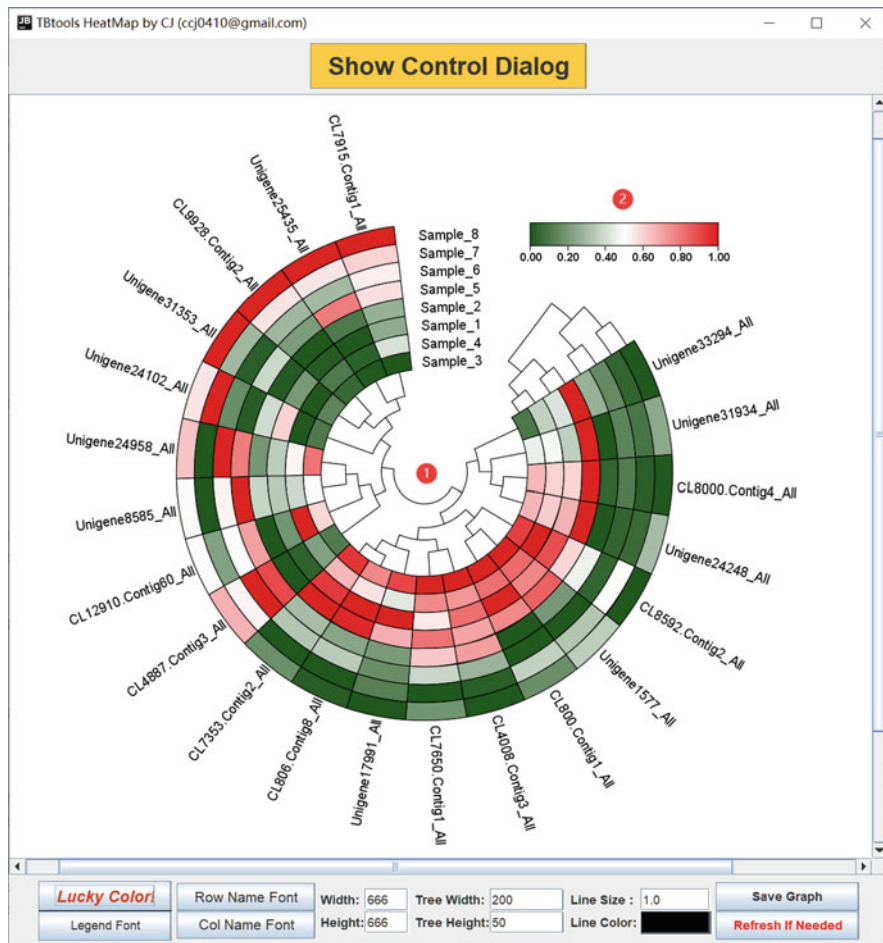 JB
TBtools HeatMap by CJ (ccj0410@gmail.com)
Show Control Dialog
CL7915.Contig1_All
Unigene25435_All
CL9928.Contig2_All
Unigene31353_All
Unigene24102_All
Unigene24958_All
Unigene8585_All
CL12910.Contig60_All
CL4887.Contig3_All
CL7353.Contig2_All
CL806.Contig8_All
Unigene17991_All
CL7650.Contig1_All
CL4008.Contig3_All
CL800.Contig1_All
Unigene1577_All
CL8592.Contig2_All
Unigene24248_All
CL8000.Contig4_All
Unigene31934_All
Unigene33294_All
Sample_8
Sample_7
Sample_6
Sample_5
Sample_2
Sample_1
Sample_4
Sample_3
2
0.00 0.20 0.40 0.60 0.80 1.00
1
Lucky Color! Row Name Font Width: 666 Tree Width: 200 Line Size : 1.0 Save Graph
Legend Font Col Name Font Height: 666 Tree Height: 50 Line Color: Refresh If Needed